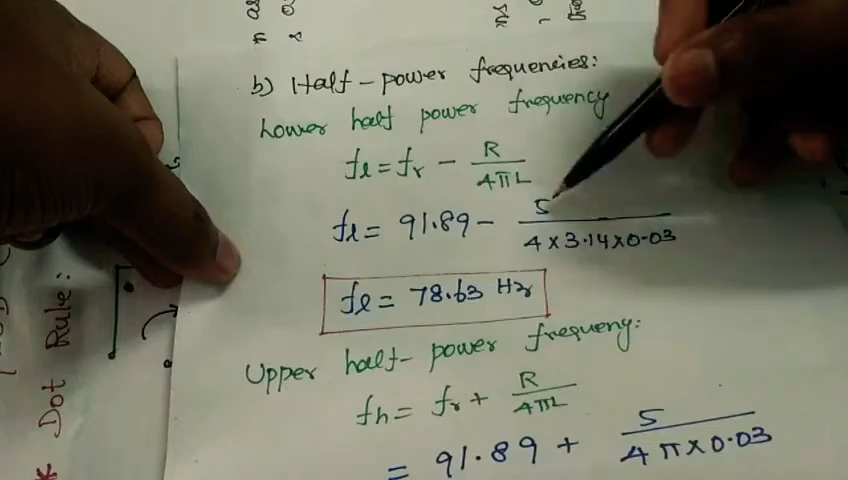 b) Half-power frequencies:
Lower half power frequency
fl = fr - R / 4πL
fl = 91.89 - 5 / 4 × 3.14 × 0.03
fl = 78.63 Hz
Upper half-power frequeny:
fh = fr + R / 4πL
= 91.89 + 5 / 4π × 0.03
* Dot Rule: